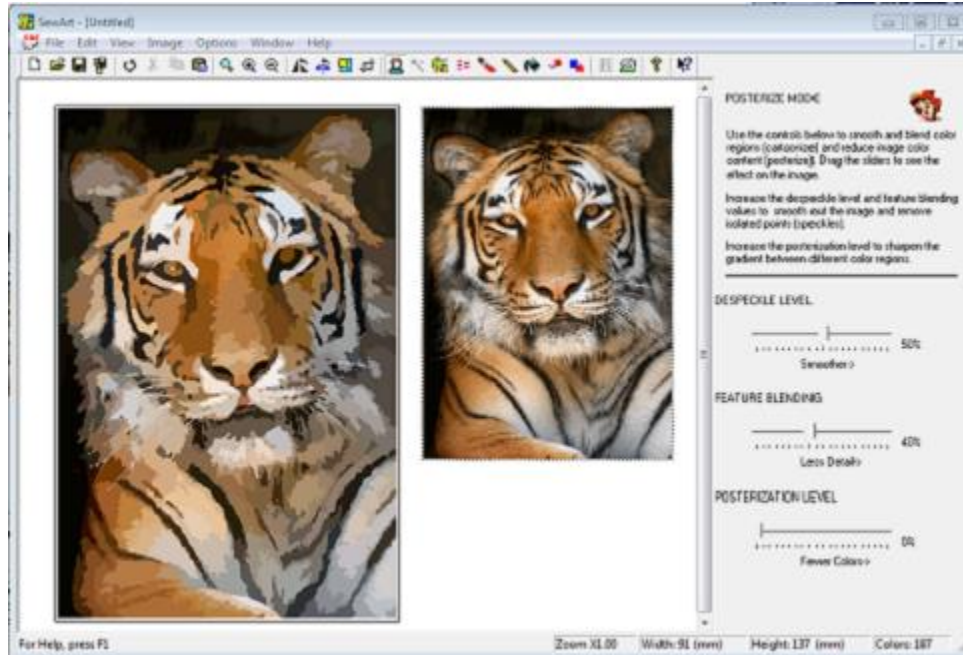 SewArt - [Untitled]
File Edit View Image Options Window Help
POSTERIZE MODE
Use the controls below to smooth and blend color
regions (cartoonize) and reduce image color
content (posterize). Drag the sliders to see the
effect on the image.
Increase the despeckle level and feature blending
values to smooth out the image and remove
isolated points (speckles).
Increase the posterization level to sharpen the
gradient between different color regions.
DESPECKLE LEVEL
50%
Smoother->
FEATURE BLENDING
40%
Less Detail->
POSTERIZATION LEVEL
0%
Fewer Colors->
For Help, press F1
Zoom X1.00 Width: 91 (mm) Height: 137 (mm) Colors: 187